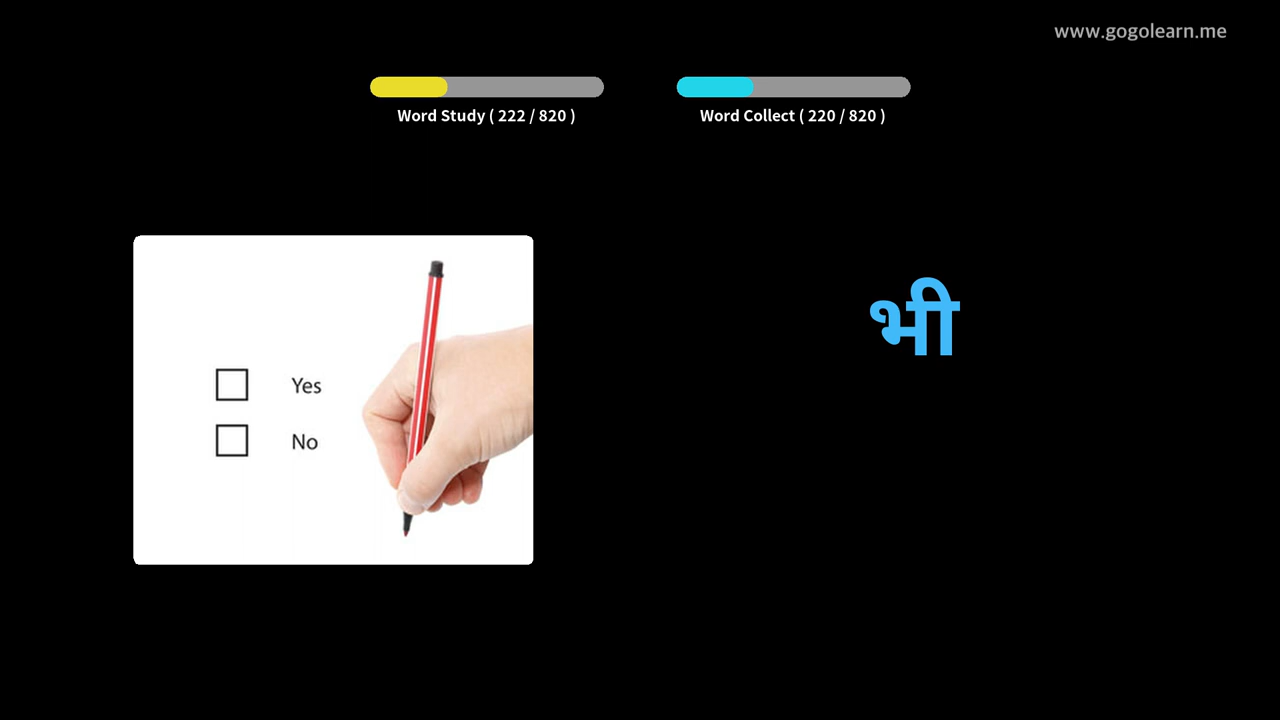 www.gogolearn.me
Word Study ( 222 / 820 )
Word Collect ( 220 / 820 )
भी
Yes
No